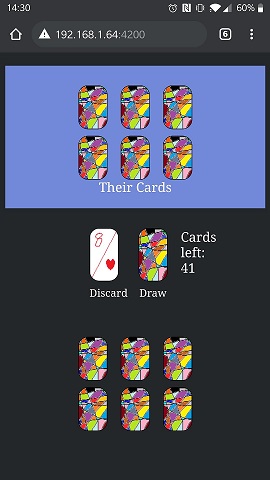 14:30
60%
192.168.1.64:4200
6
Their Cards
8
Cards
left:
41
Discard
Draw